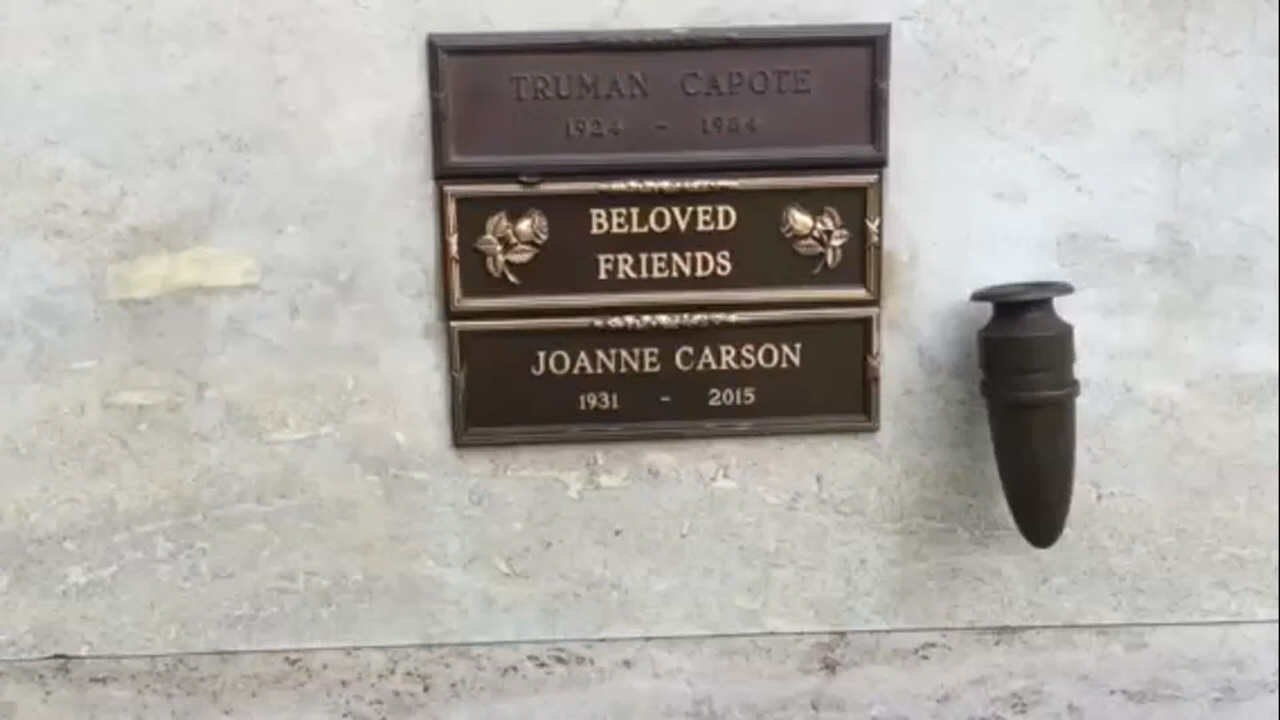 TRUMAN CAPOTE
1924 - 1984
BELOVED
FRIENDS
JOANNE CARSON
1931 - 2015